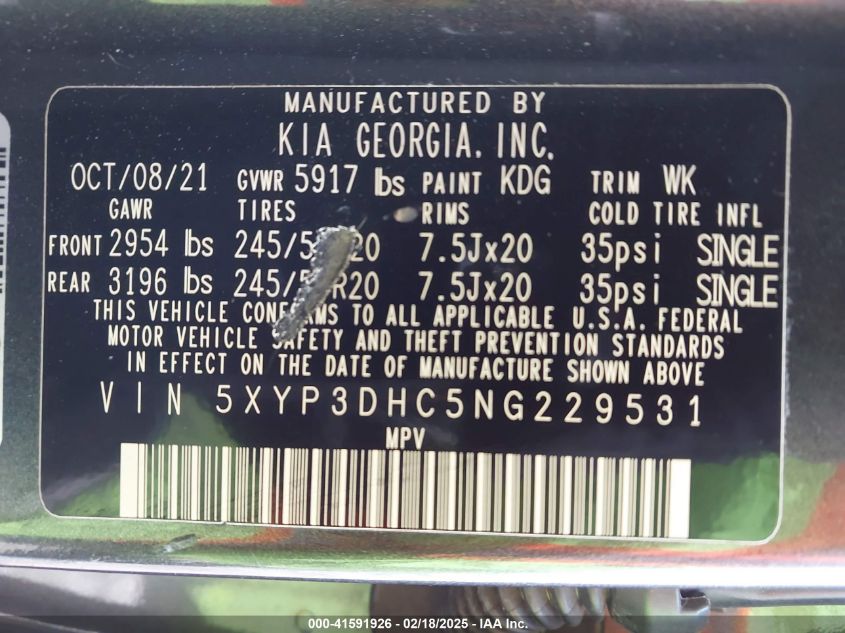 MANUFACTURED BY
KIA GEORGIA, INC.
OCT/08/21 GVWR 5917 lbs PAINT KDG TRIM WK
GAWR TIRES RIMS COLD TIRE INFL
FRONT 2954 lbs 7.5Jx20 35psi SINGLE
REAR 3196 lbs 7.5Jx20 35psi SINGLE
THIS VEHICLE TO ALL APPLICABLE U.S.A. FEDERAL
MOTOR VEHICLE AND THEFT PREVENTION STANDARDS
IN EFFECT ON THE DATE OF MANUFACTURE SHOWN ABOVE
VIN 5XYP3DHC5NG229531
MPV
000-41591926 / 02/18/2025 - IAA Inc.